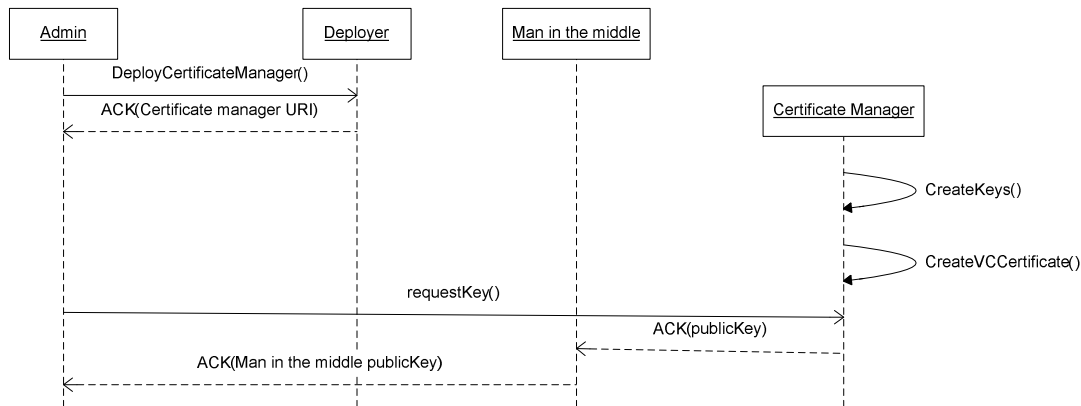 Admin
Deployer
Man in the middle
DeployCertificateManager()
ACK(Certificate manager URI)
Certificate Manager
CreateKeys()
CreateVCCertificate()
requestKey()
ACK(publicKey)
ACK(Man in the middle publicKey)